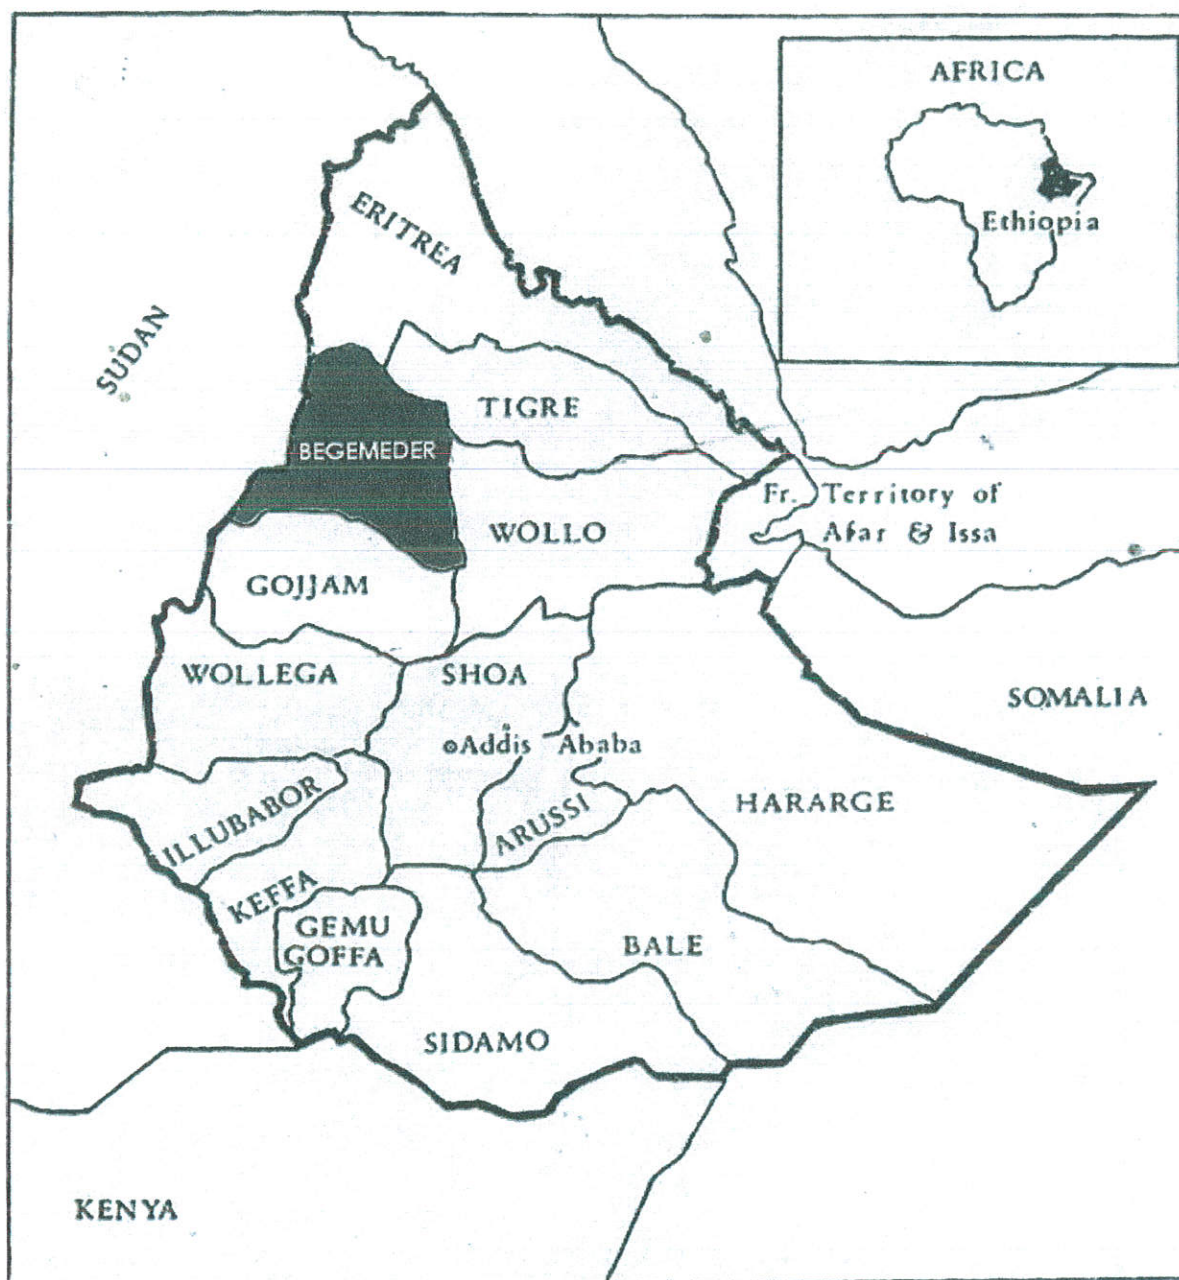 AFRICA
Ethiopia
ERITREA
SUDAN
TIGRE
BEGEMEDER
Fr. Territory of
Afar & Issa
WOLLO
GOJJAM
WOLLEGA
SHOA
SOMALIA
Addis Ababa
HARARGE
ILLUBABOR
ARUSSI
KEFFA
GEMU
GOFFA
BALE
SIDAMO
KENYA